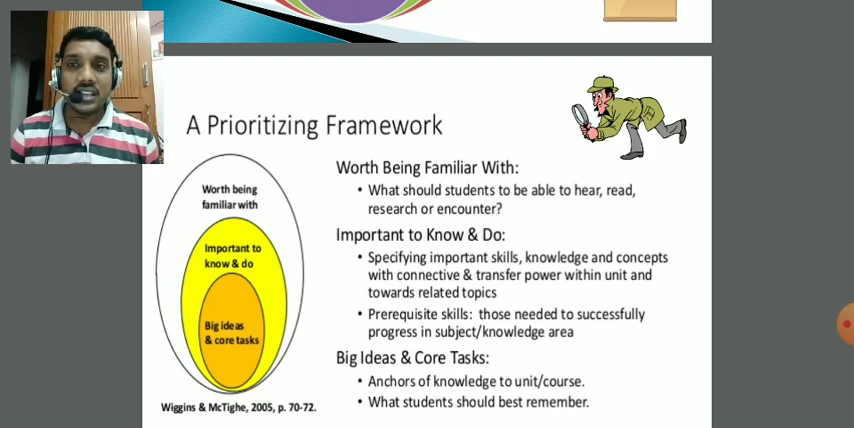 A Prioritizing Framework
Worth being
familiar with
Important to
know & do
Big ideas
& core tasks
Wiggins & McTighe, 2005, p. 70-72.
Worth Being Familiar With:
• What should students to be able to hear, read,
research or encounter?
Important to Know & Do:
• Specifying important skills, knowledge and concepts
with connective & transfer power within unit and
towards related topics
• Prerequisite skills: those needed to successfully
progress in subject/knowledge area
Big Ideas & Core Tasks:
• Anchors of knowledge to unit/course.
• What students should best remember.